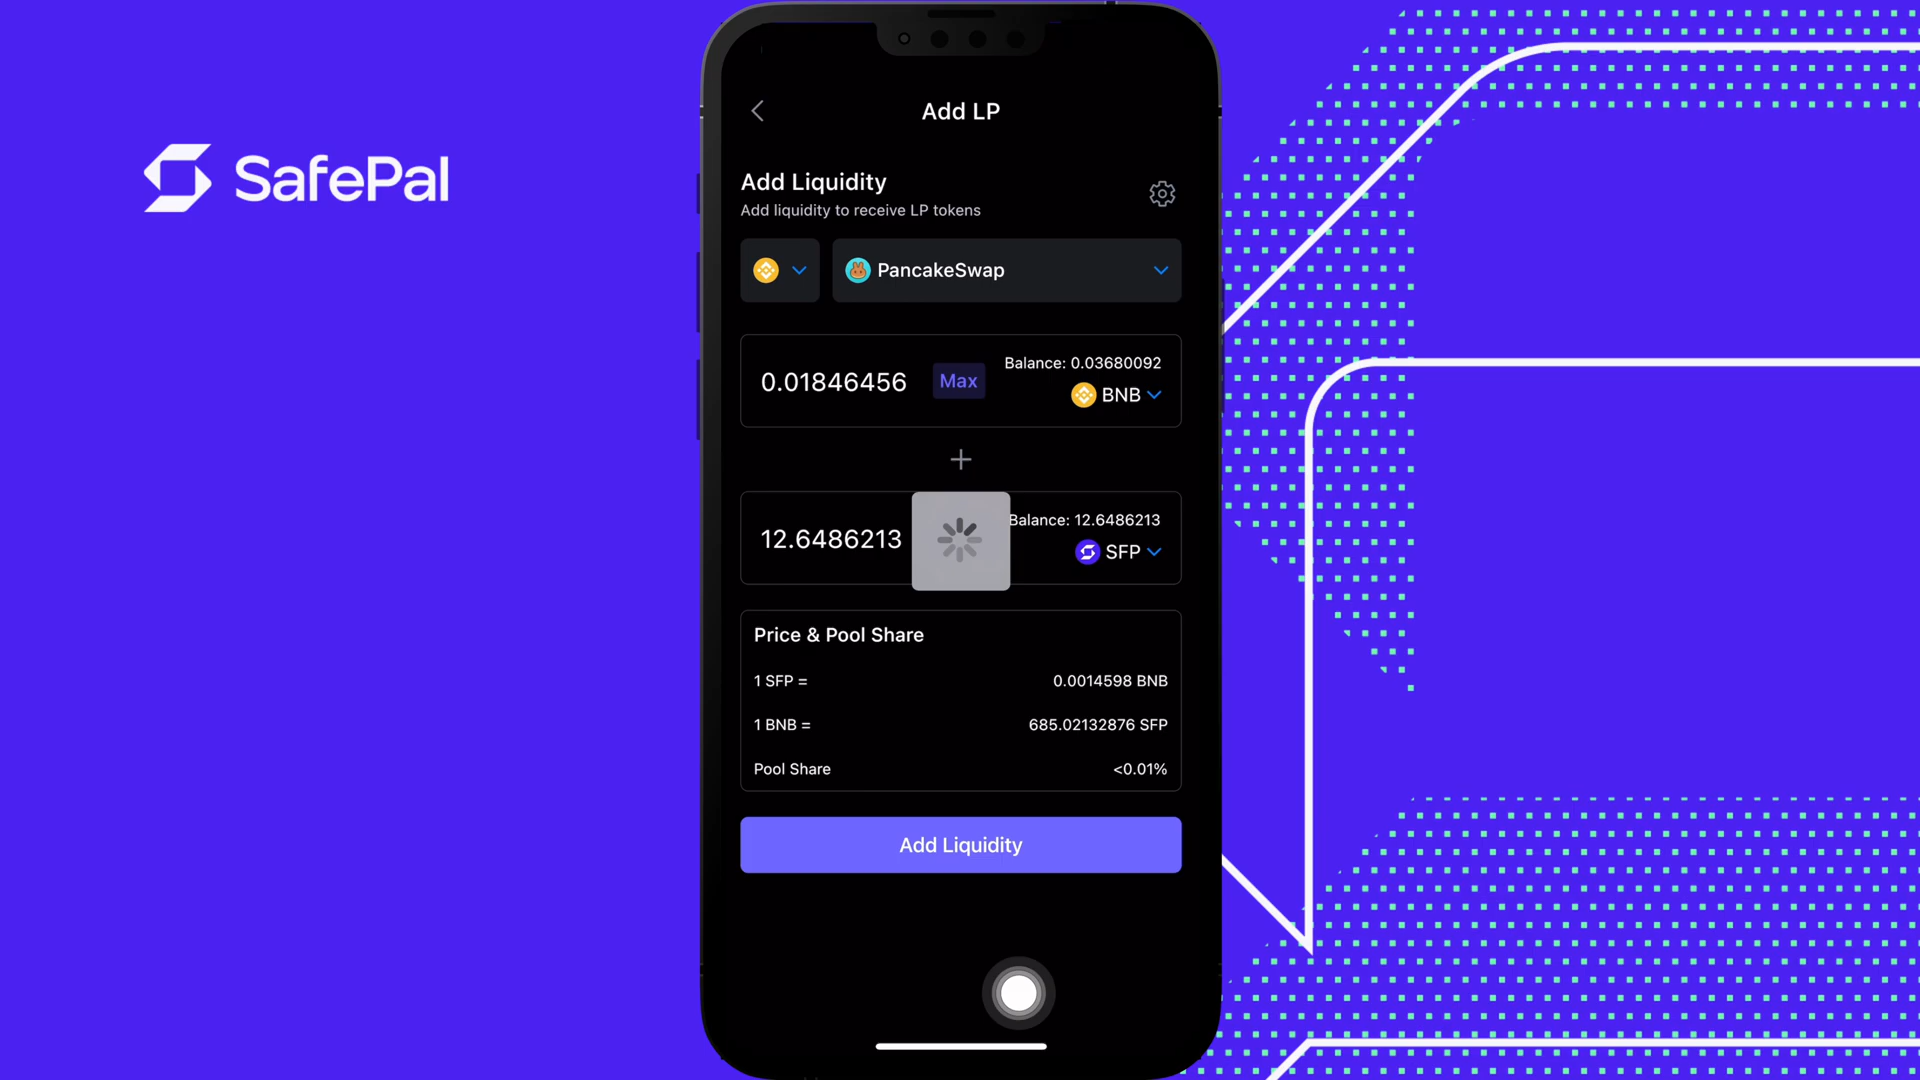 SafePal
Add LP
Add Liquidity
Add liquidity to receive LP tokens
PancakeSwap
0.01846456
Max
Balance: 0.03680092
BNB
+
12.6486213
Balance: 12.6486213
SFP
Price & Pool Share
1 SFP =
0.0014598 BNB
1 BNB =
685.02132876 SFP
Pool Share
<0.01%
Add Liquidity